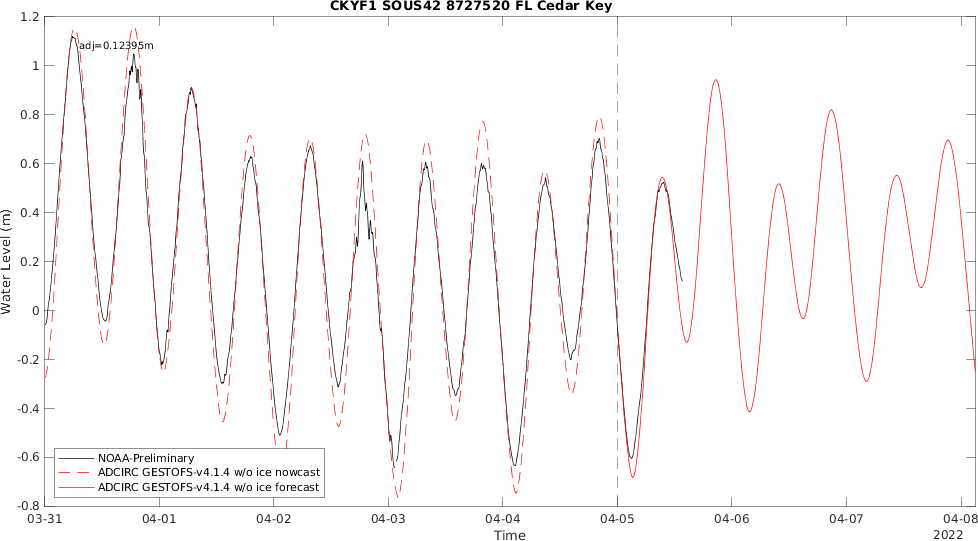 CKYF1 SOUS42 8727520 FL Cedar Key
1.2
adj=0.12395m
1
0.8
0.6
0.4
0.2
0
-0.2
-0.4
-0.6
-0.8
Water Level (m)
NOAA-Preliminary
ADCIRC GESTOFS-v4.1.4 w/o ice nowcast
ADCIRC GESTOFS-v4.1.4 w/o ice forecast
03-31 04-01 04-02 04-03 04-04 04-05 04-06 04-07 04-08
Time
2022